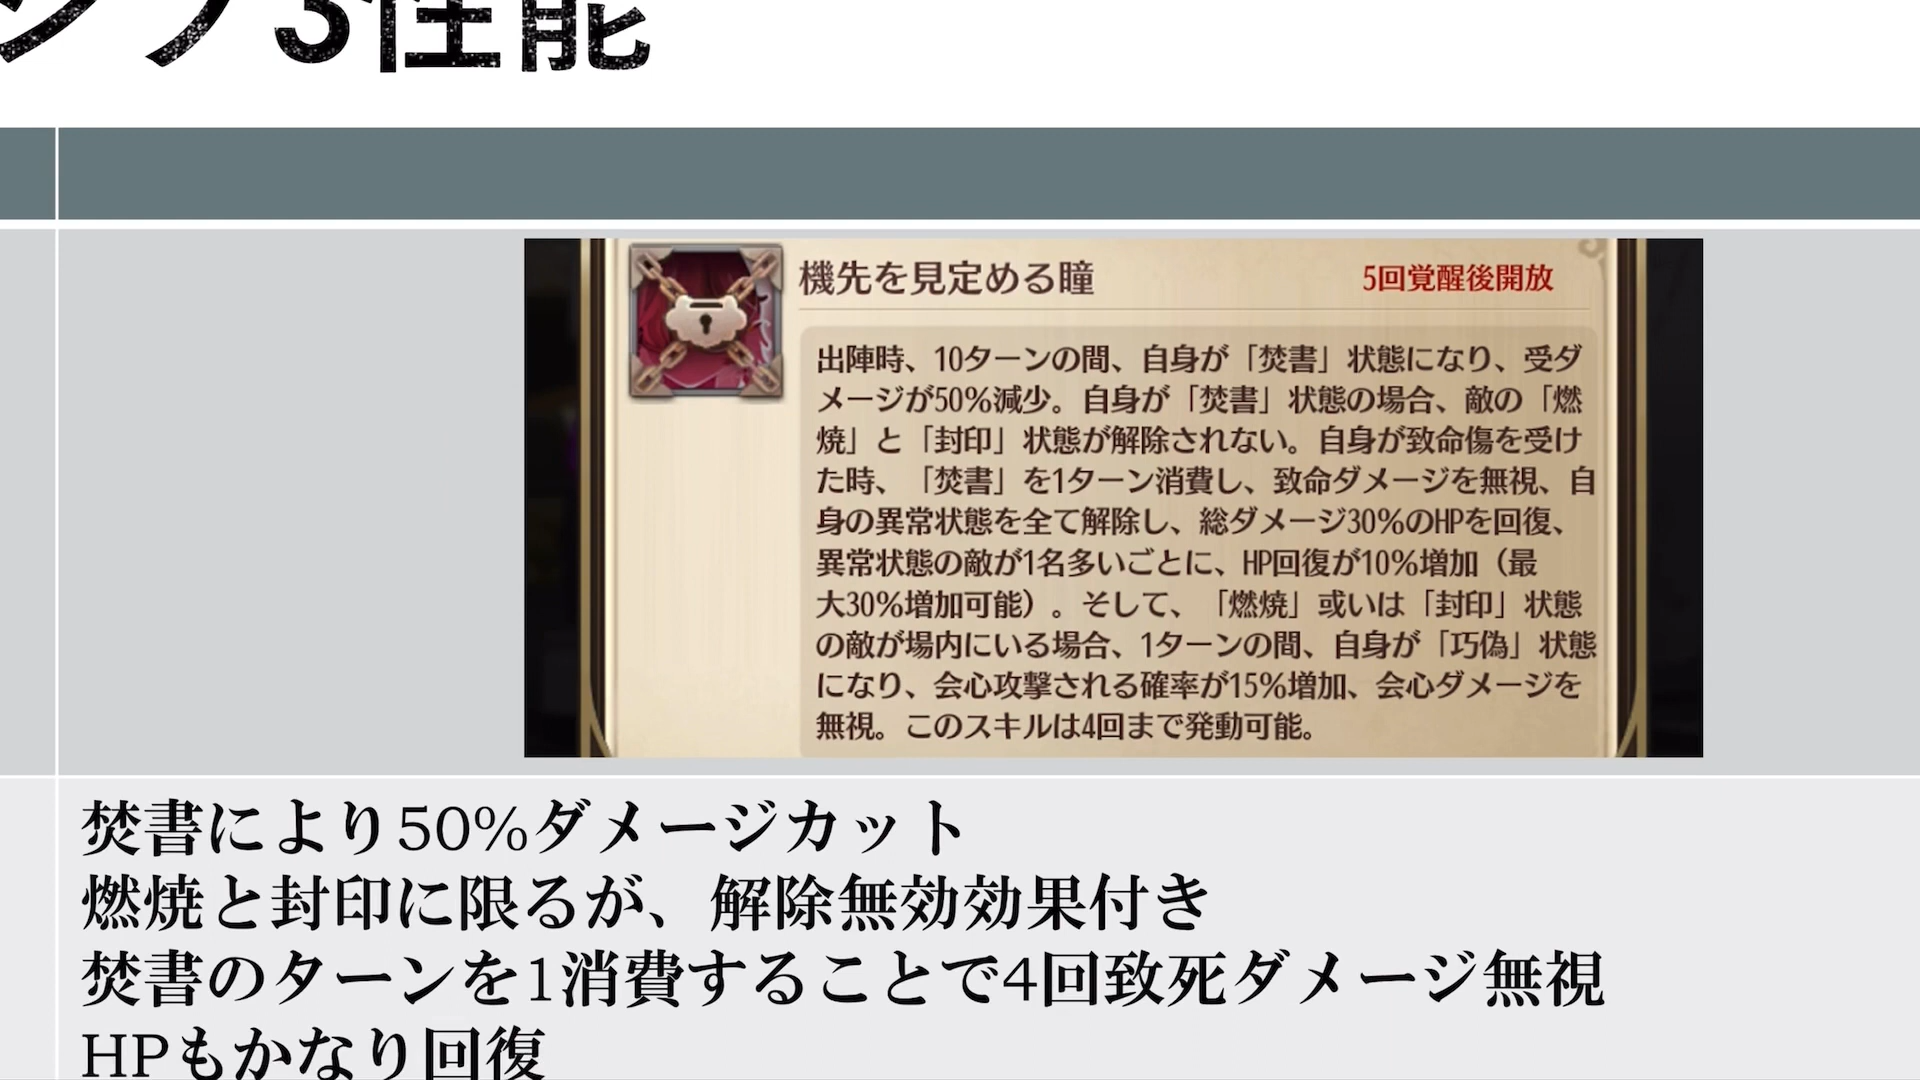 ジブ3性能
機先を見定める瞳
5回覚醒後開放
出陣時、10ターンの間、自身が「焚書」状態になり、受ダ
メージが50%減少。自身が「焚書」状態の場合、敵の「燃
焼」と「封印」状態が解除されない。自身が致命傷を受け
た時、「焚書」を1ターン消費し、致命ダメージを無視、自
身の異常状態を全て解除し、総ダメージ30%のHPを回復、
異常状態の敵が1名多いごとに、HP回復が10%増加（最
大30%増加可能）。そして、「燃焼」或いは「封印」状態
の敵が場内にいる場合、1ターンの間、自身が「巧偽」状態
になり、会心攻撃される確率が15%増加、会心ダメージを
無視。このスキルは4回まで発動可能。
焚書により50%ダメージカット
燃焼と封印に限るが、解除無効効果付き
焚書のターンを1消費することで4回致死ダメージ無視
HPもかなり回復